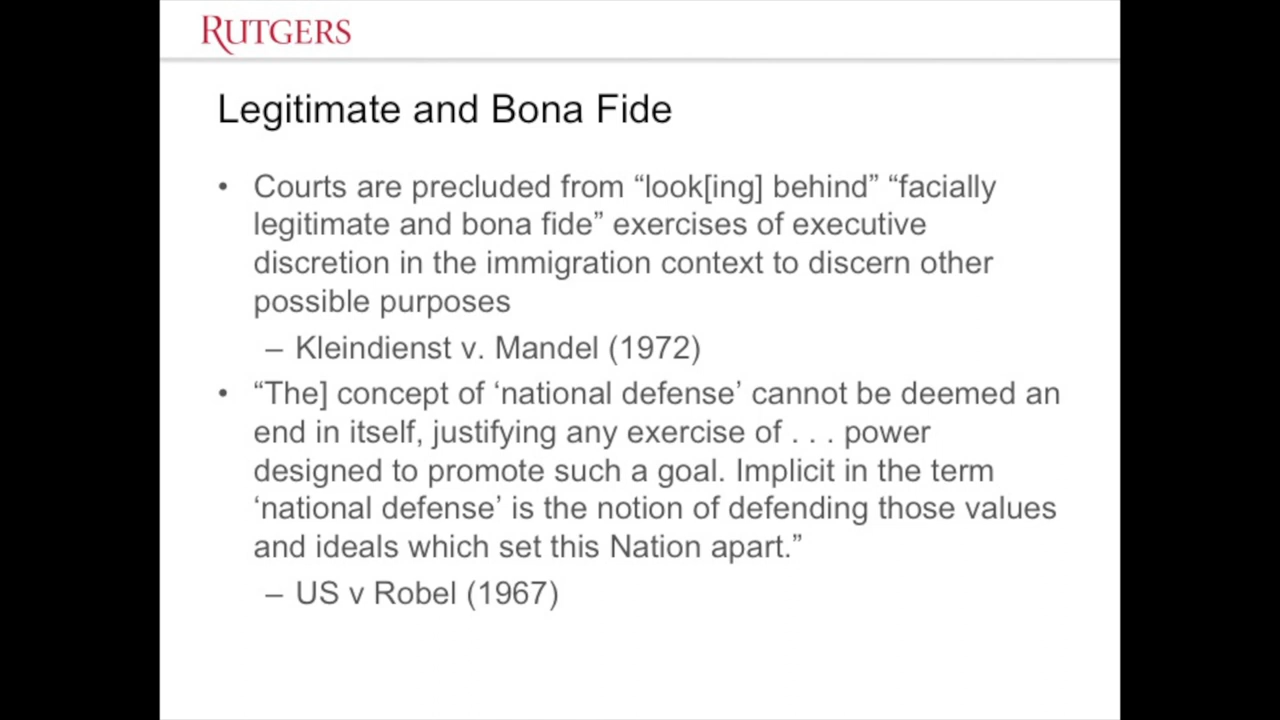 RUTGERS
Legitimate and Bona Fide
• Courts are precluded from “look[ing] behind” “facially
legitimate and bona fide” exercises of executive
discretion in the immigration context to discern other
possible purposes
– Kleindienst v. Mandel (1972)
• “The] concept of ‘national defense’ cannot be deemed an
end in itself, justifying any exercise of . . . power
designed to promote such a goal. Implicit in the term
‘national defense’ is the notion of defending those values
and ideals which set this Nation apart.”
– US v Robel (1967)